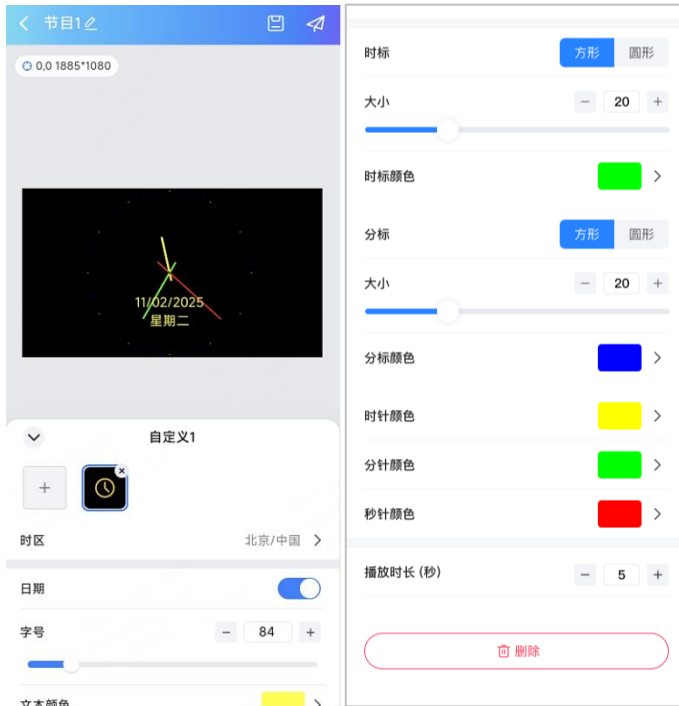 节目1
0,0 1885*1080
11/02/2025
星期二
自定义1
时区 北京/中国
日期
字号 84
文本颜色
时标 方形 圆形
大小 20
时标颜色
分标 方形 圆形
大小 20
分标颜色
时针颜色
分针颜色
秒针颜色
播放时长 (秒) 5
删除